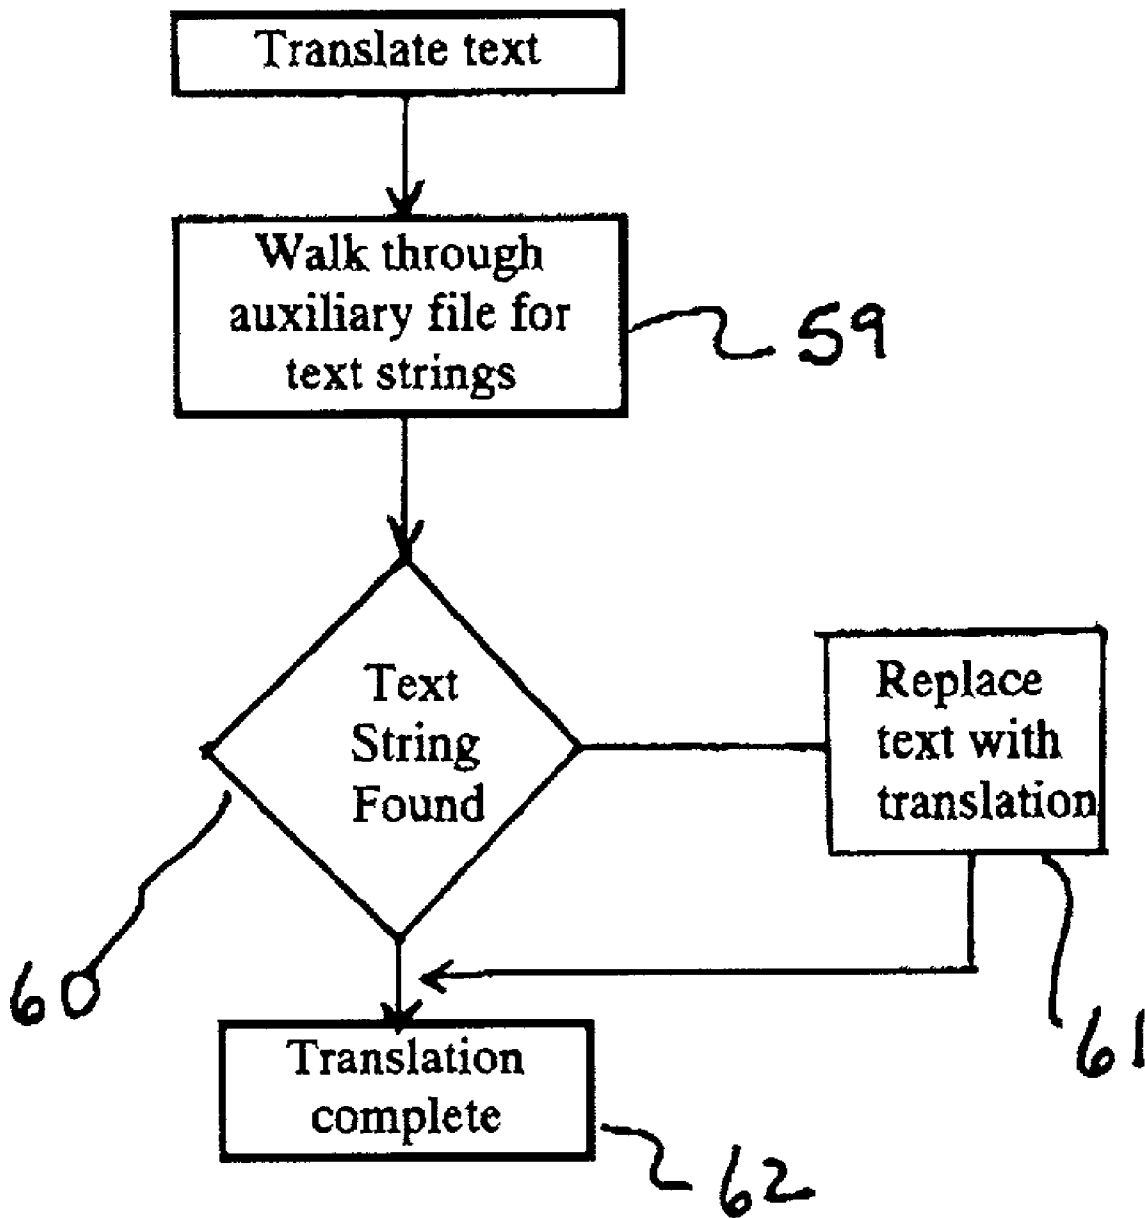 Translate text
Walk through
auxiliary file for
text strings
59
Text
String
Found
Replace
text with
translation
60
61
Translation
complete
62